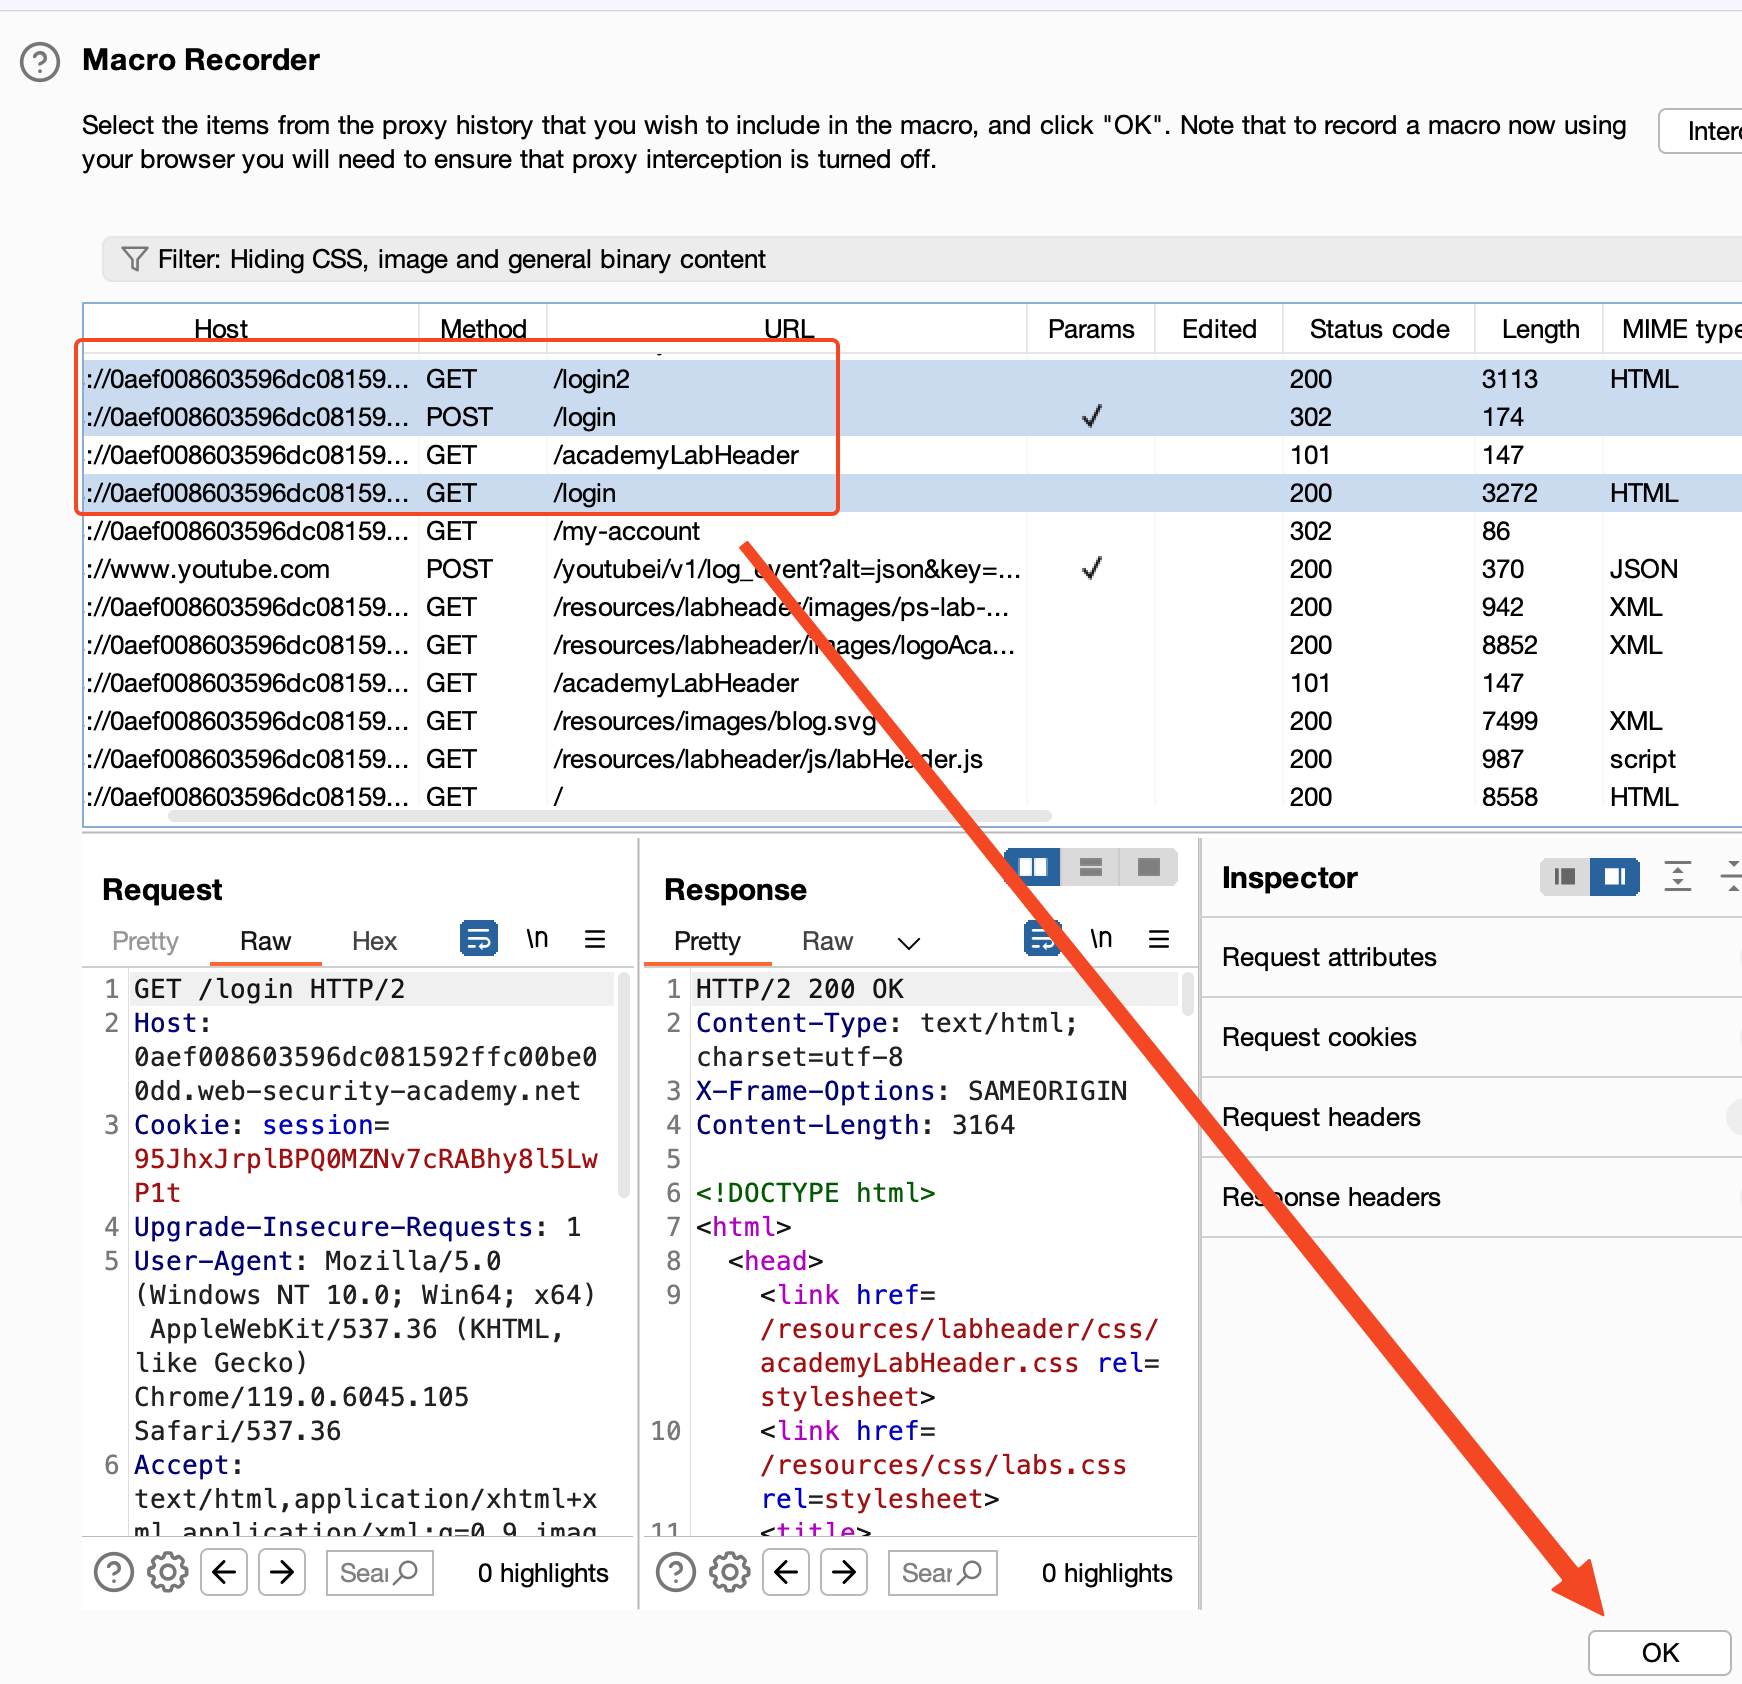 Macro Recorder
Select the items from the proxy history that you wish to include in the macro, and click "OK". Note that to record a macro now using
your browser you will need to ensure that proxy interception is turned off.
Filter: Hiding CSS, image and general binary content
Host Method URL Params Edited Status code Length MIME type
://0aef008603596dc08159... GET /login2 200 3113 HTML
://0aef008603596dc08159... POST /login ✓ 302 174
://0aef008603596dc08159... GET /academyLabHeader 101 147
://0aef008603596dc08159... GET /login 200 3272 HTML
://0aef008603596dc08159... GET /my-account 302 86
://www.youtube.com POST /youtubei/v1/log_event?alt=json&key=... ✓ 200 370 JSON
://0aef008603596dc08159... GET /resources/labheader/images/ps-lab-... 200 942 XML
://0aef008603596dc08159... GET /resources/labheader/images/logoAca... 200 8852 XML
://0aef008603596dc08159... GET /academyLabHeader 101 147
://0aef008603596dc08159... GET /resources/images/blog.svg 200 7499 XML
://0aef008603596dc08159... GET /resources/labheader/js/labHeader.js 200 987 script
://0aef008603596dc08159... GET / 200 8558 HTML
Request
Pretty Raw Hex \n
1 GET /login HTTP/2
2 Host:
0aef008603596dc081592ffc00be0
0dd.web-security-academy.net
3 Cookie: session=
95JhxJrplBPQ0MZNv7cRABhy8l5Lw
P1t
4 Upgrade-Insecure-Requests: 1
5 User-Agent: Mozilla/5.0
(Windows NT 10.0; Win64; x64)
AppleWebKit/537.36 (KHTML,
like Gecko)
Chrome/119.0.6045.105
Safari/537.36
6 Accept:
text/html,application/xhtml+x
ml,application/xml;q=0.9,imag
0 highlights
Response
Pretty Raw \n
1 HTTP/2 200 OK
2 Content-Type: text/html;
charset=utf-8
3 X-Frame-Options: SAMEORIGIN
4 Content-Length: 3164
5
6 <!DOCTYPE html>
7 <html>
8 <head>
9 <link href=
/resources/labheader/css/
academyLabHeader.css rel=
stylesheet>
10 <link href=
/resources/css/labs.css
rel=stylesheet>
11 <title>
0 highlights
Inspector
Request attributes
Request cookies
Request headers
Response headers
OK